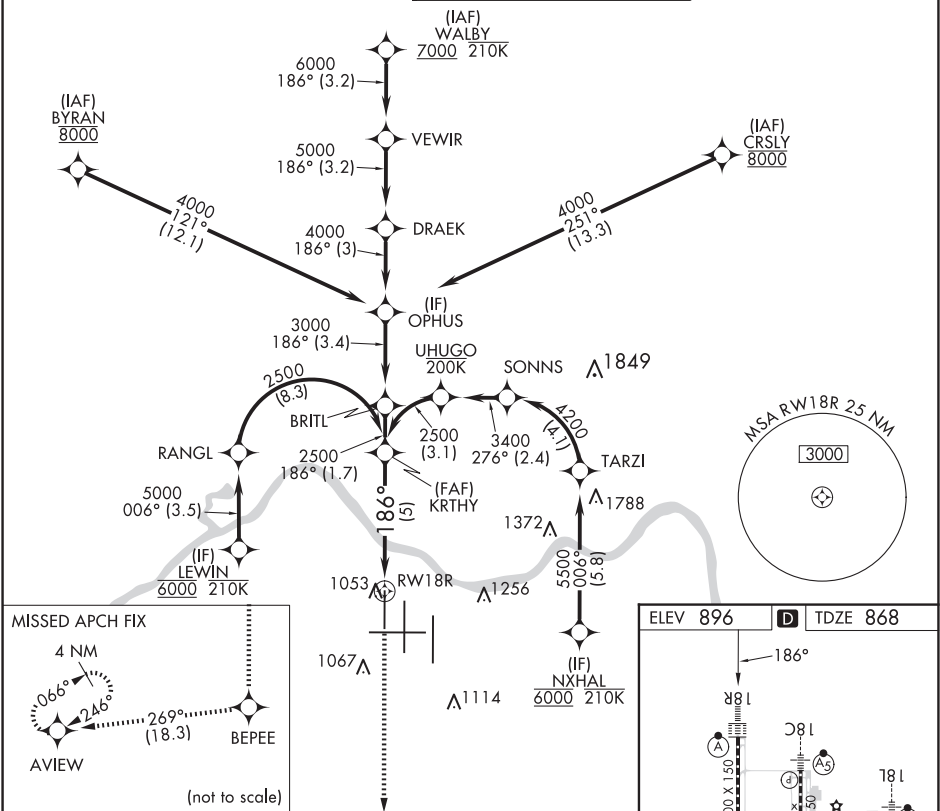 (IAF)
WALBY
7000 210K
6000
186° (3.2)
(IAF)
BYRAN
8000
VEWIR
(IAF)
CRSLY
8000
5000
186° (3.2)
4000
121°
(12.1)
4000
251°
(13.3)
DRAEK
4000
186° (3)
(IF)
OPHUS
3000
186° (3.4)
UHUGO
200K
SONNS
1849
2500
(8.3)
BRITL
2500
(3.1)
3400
276° (2.4)
4200
(4.1)
MSA RW18R 25 NM
3000
RANGL
2500
186° (1.7)
TARZI
(FAF)
KRTHY
186°
(5)
1788
1372
5000
006° (3.5)
5500
006°
(5.8)
(IF)
LEWIN
6000 210K
1053
RW18R
1256
MISSED APCH FIX
4 NM
066°
246°
269°
(18.3)
BEPEE
AVIEW
(not to scale)
1067
1114
(IF)
NXHAL
6000 210K
ELEV 896
D
TDZE 868
186°
18R
18C
18L
A
A5
P
00 X 150
X
50